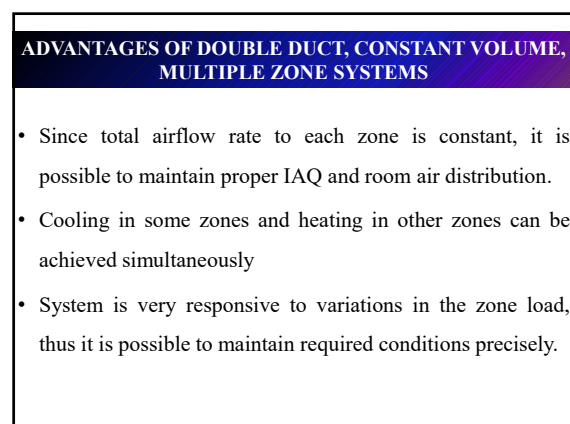 ADVANTAGES OF DOUBLE DUCT, CONSTANT VOLUME,
MULTIPLE ZONE SYSTEMS
• Since total airflow rate to each zone is constant, it is
possible to maintain proper IAQ and room air distribution.
• Cooling in some zones and heating in other zones can be
achieved simultaneously
• System is very responsive to variations in the zone load,
thus it is possible to maintain required conditions precisely.